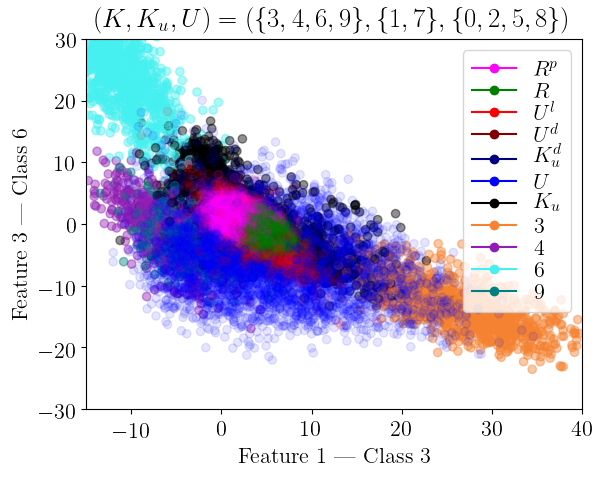 (K, K_u, U) = ({3, 4, 6, 9}, {1, 7}, {0, 2, 5, 8})
30
20
10
0
−10
−20
−30
Feature 3 — Class 6
R^p
R
U^l
U^d
K_u^d
U
K_u
3
4
6
9
−10
0
10
20
30
40
Feature 1 — Class 3